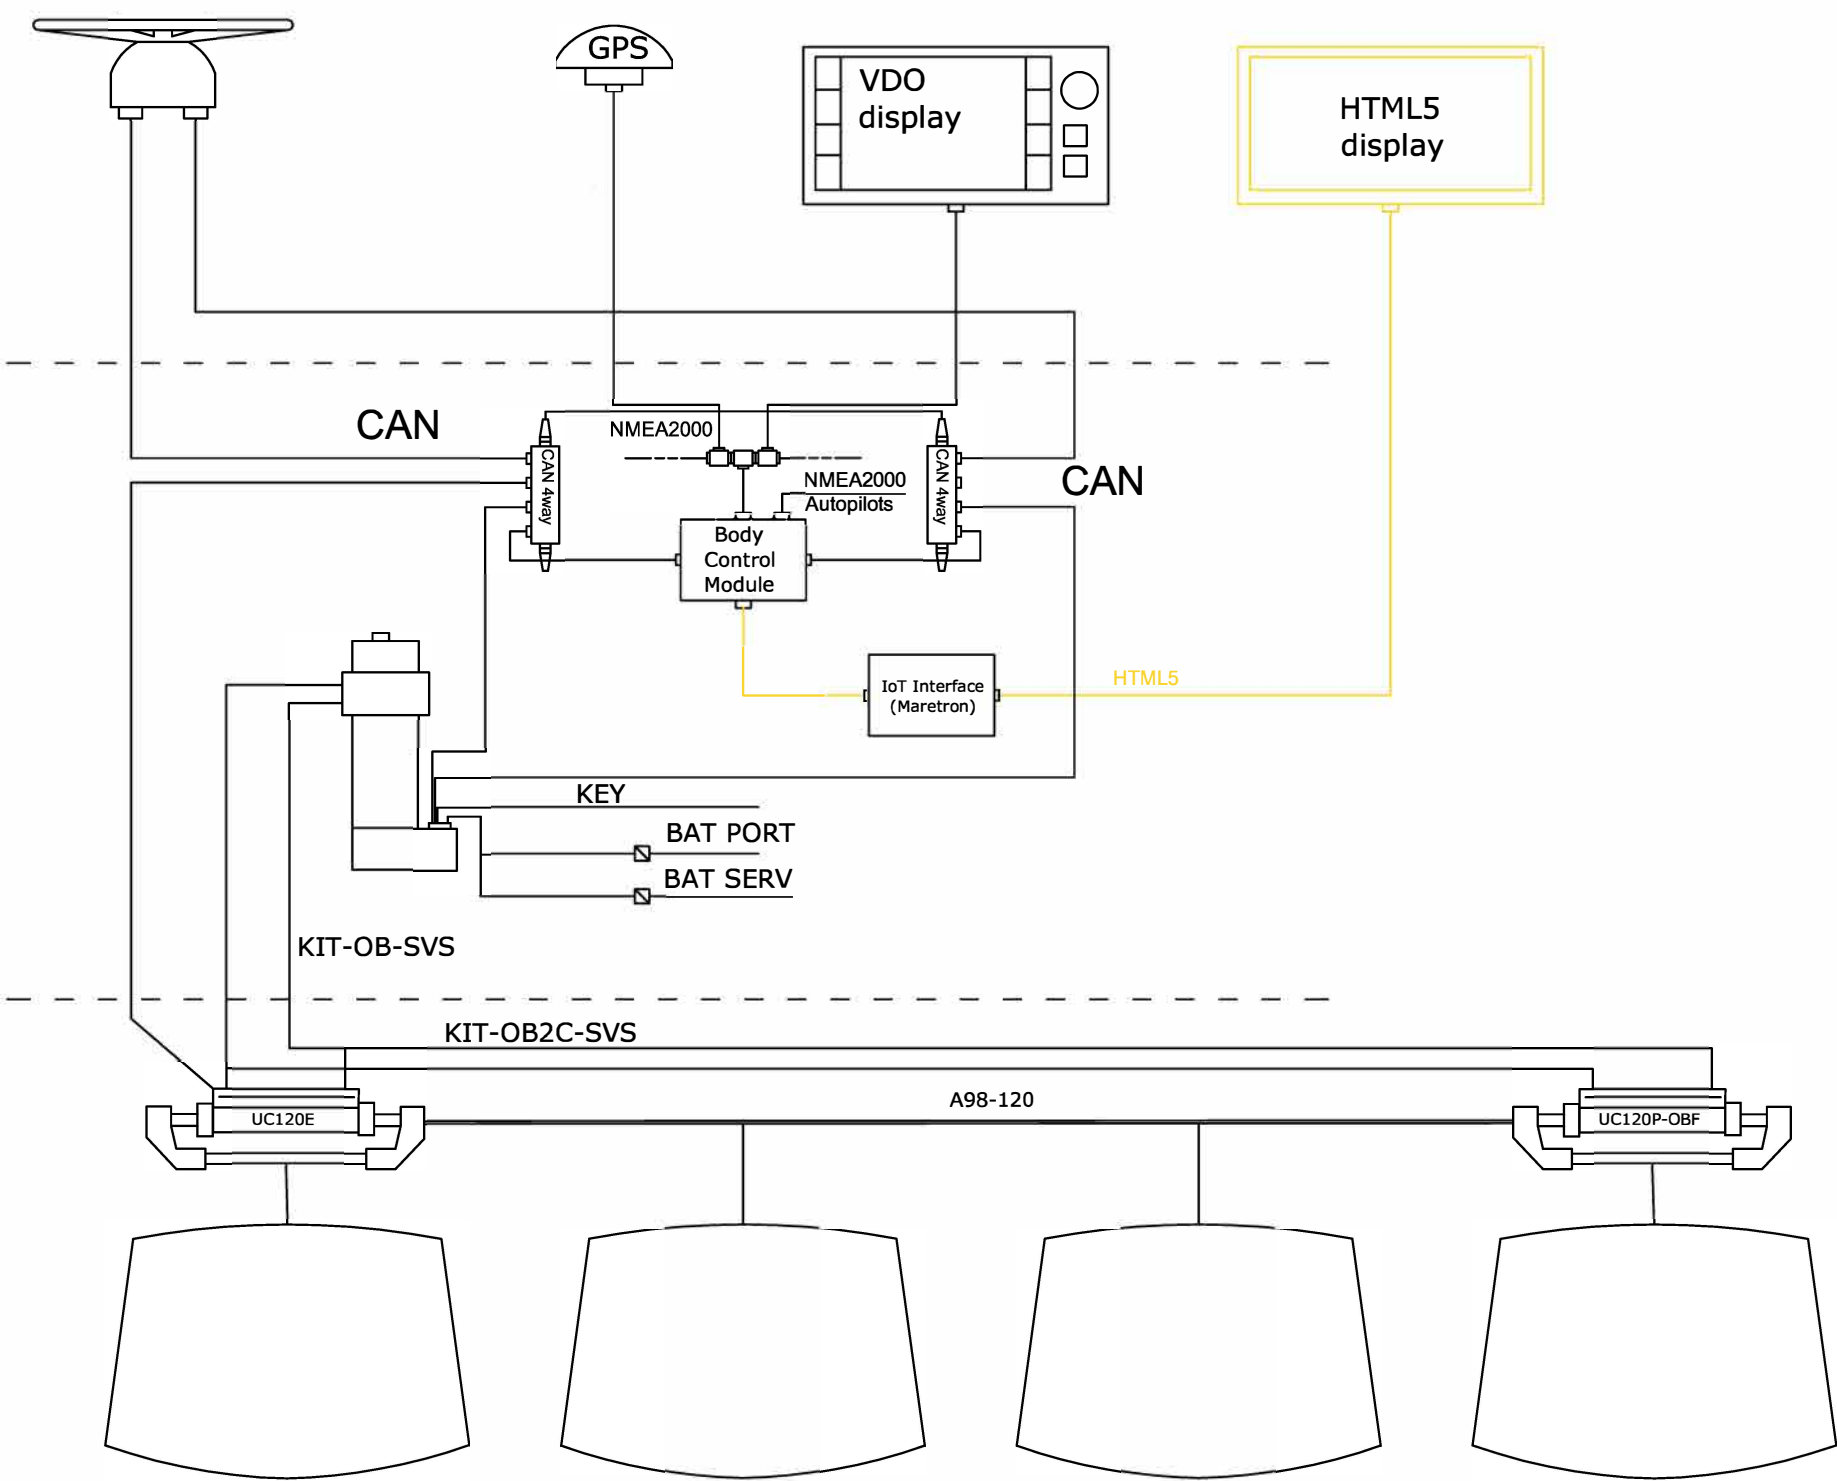 GPS
VDO
display
HTML5
display
CAN
NMEA2000
CAN 4way
CAN 4way
CAN
NMEA2000
Autopilots
Body
Control
Module
IoT Interface
(Maretron)
HTML5
KEY
BAT PORT
BAT SERV
KIT-OB-SVS
KIT-OB2C-SVS
A98-120
UC120E
UC120P-OBF